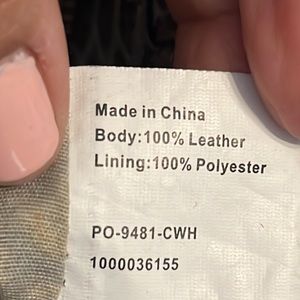 Made in China
Body:100% Leather
Lining:100% Polyester
PO-9481-CWH
1000036155